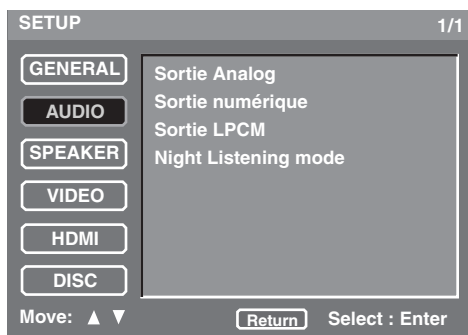 SETUP 1/1
GENERAL
AUDIO
SPEAKER
VIDEO
HDMI
DISC
Sortie Analog
Sortie numérique
Sortie LPCM
Night Listening mode
Move: ▲ ▼ Return Select : Enter